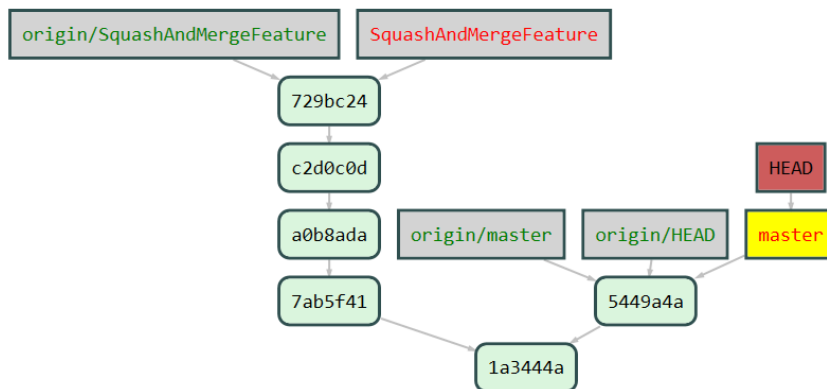 origin/SquashAndMergeFeature
SquashAndMergeFeature
729bc24
c2d0c0d
HEAD
a0b8ada
origin/master
origin/HEAD
master
7ab5f41
5449a4a
1a3444a